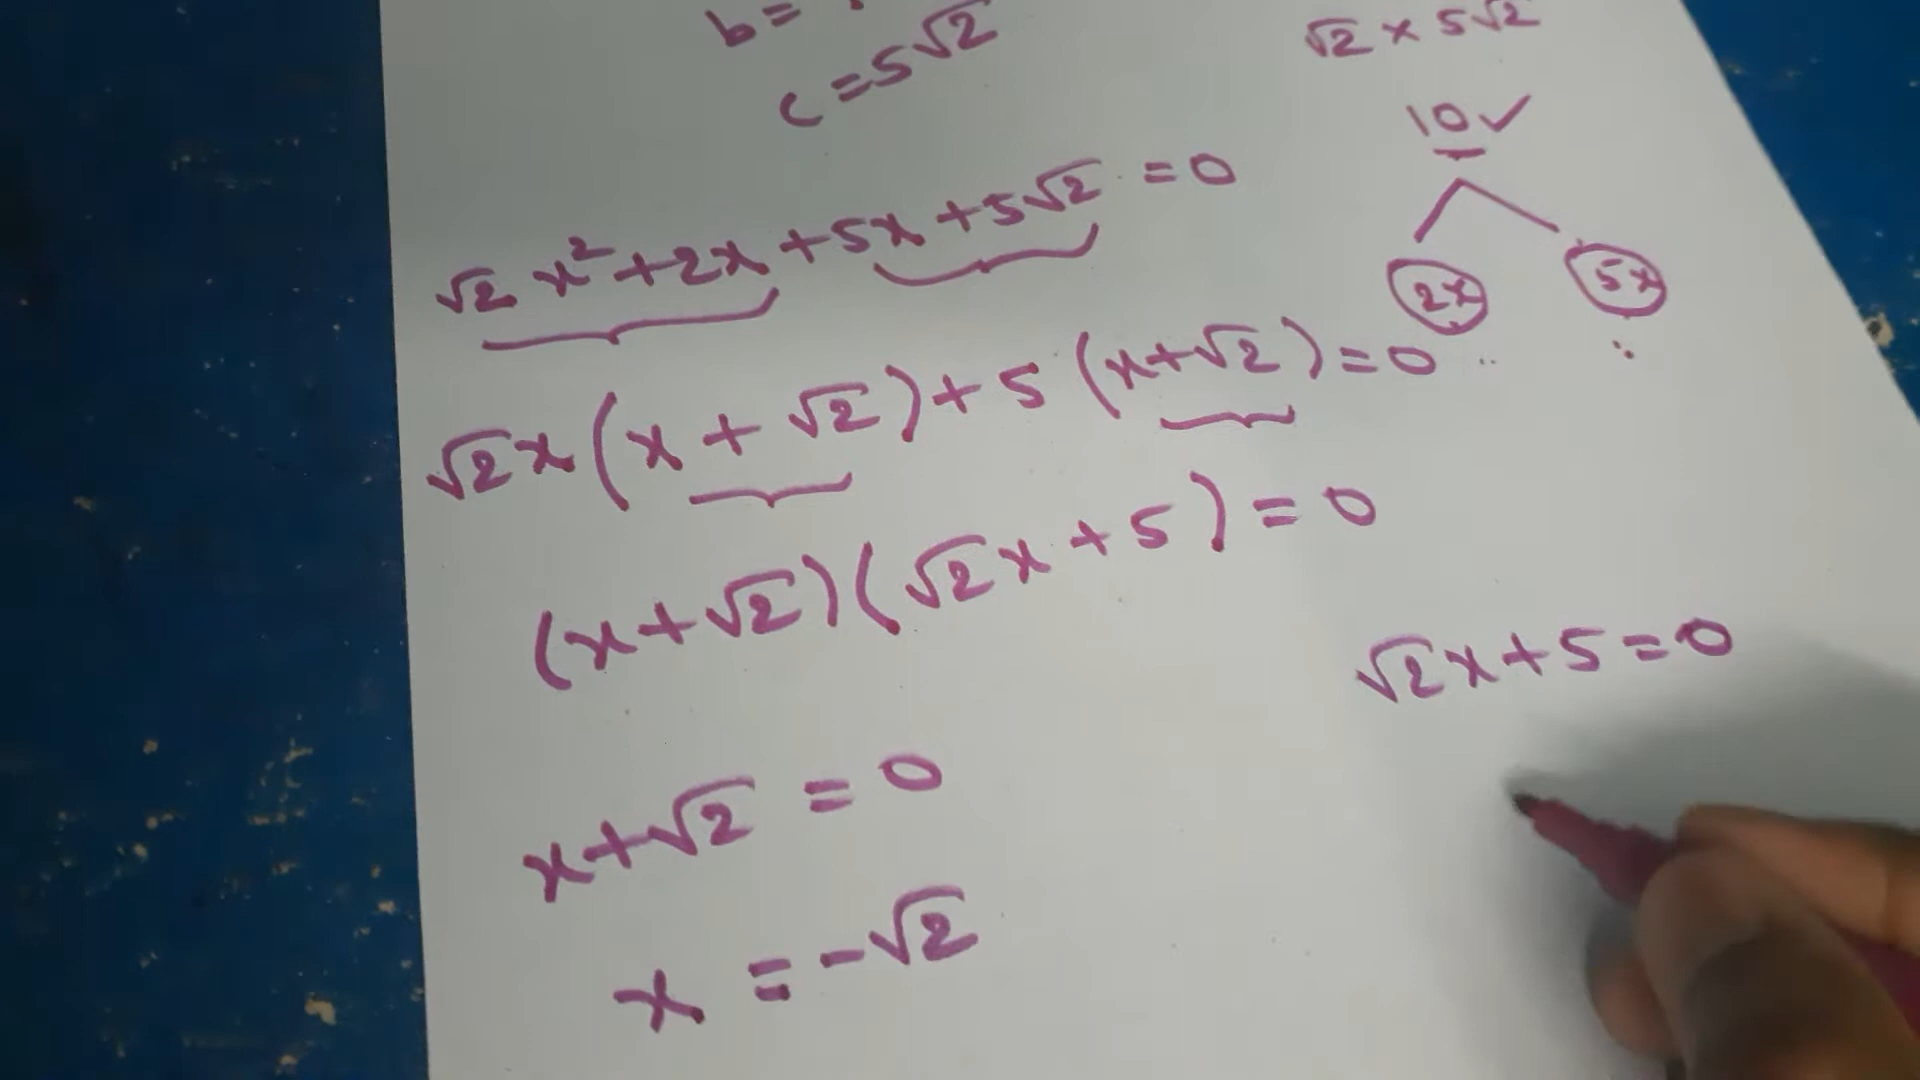 b =
c = 5√2
√2 × 5√2
10 ✓
2x 5x
√2 x² + 2x + 5x + 5√2 = 0
√2x (x + √2) + 5 (x + √2) = 0
(x + √2) (√2x + 5) = 0
√2x + 5 = 0
x + √2 = 0
x = -√2